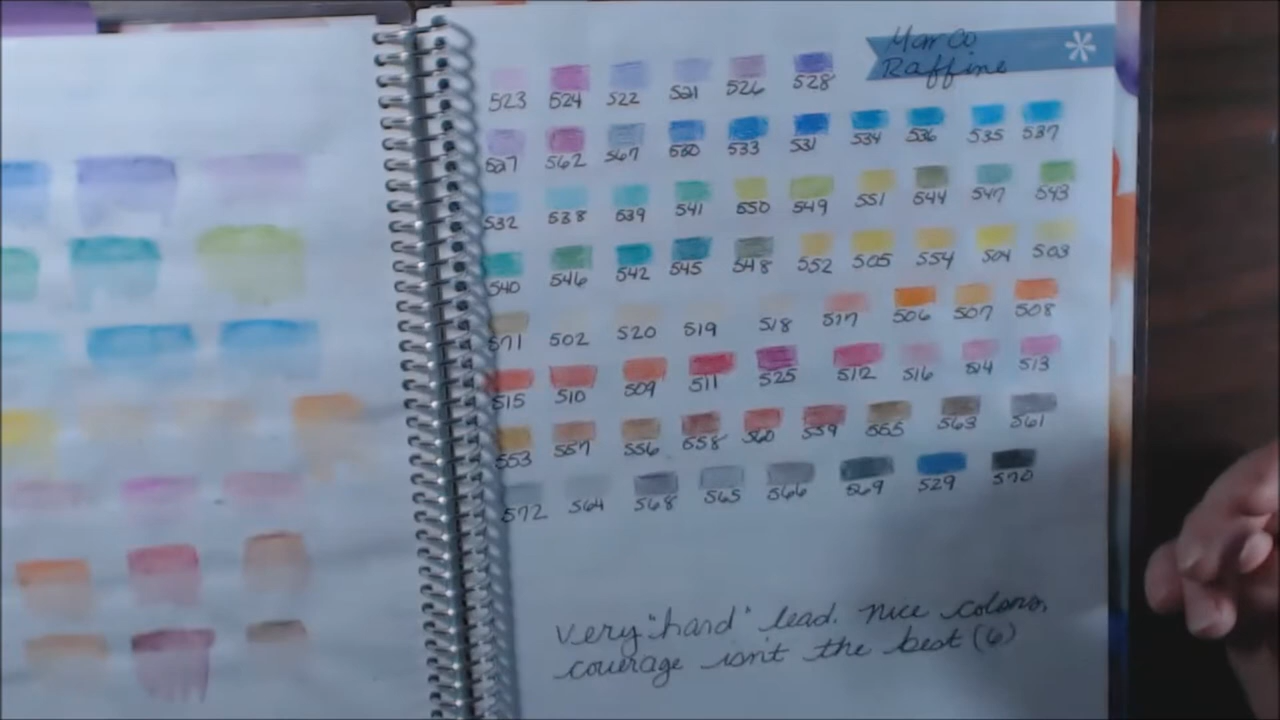 Marco
Raffine
523 524 522 521 526 528
527 562 567 530 533 531 534 536 535 537
532 538 539 541 550 549 551 544 547 543
540 546 542 545 548 552 505 554 504 503
571 502 520 519 518 517 506 507 508
515 510 509 511 525 512 516 514 513
553 557 556 558 560 559 555 563 561
572 564 568 565 566 569 529 570
very "hard" lead. nice colors,
coverage isn't the best (6)